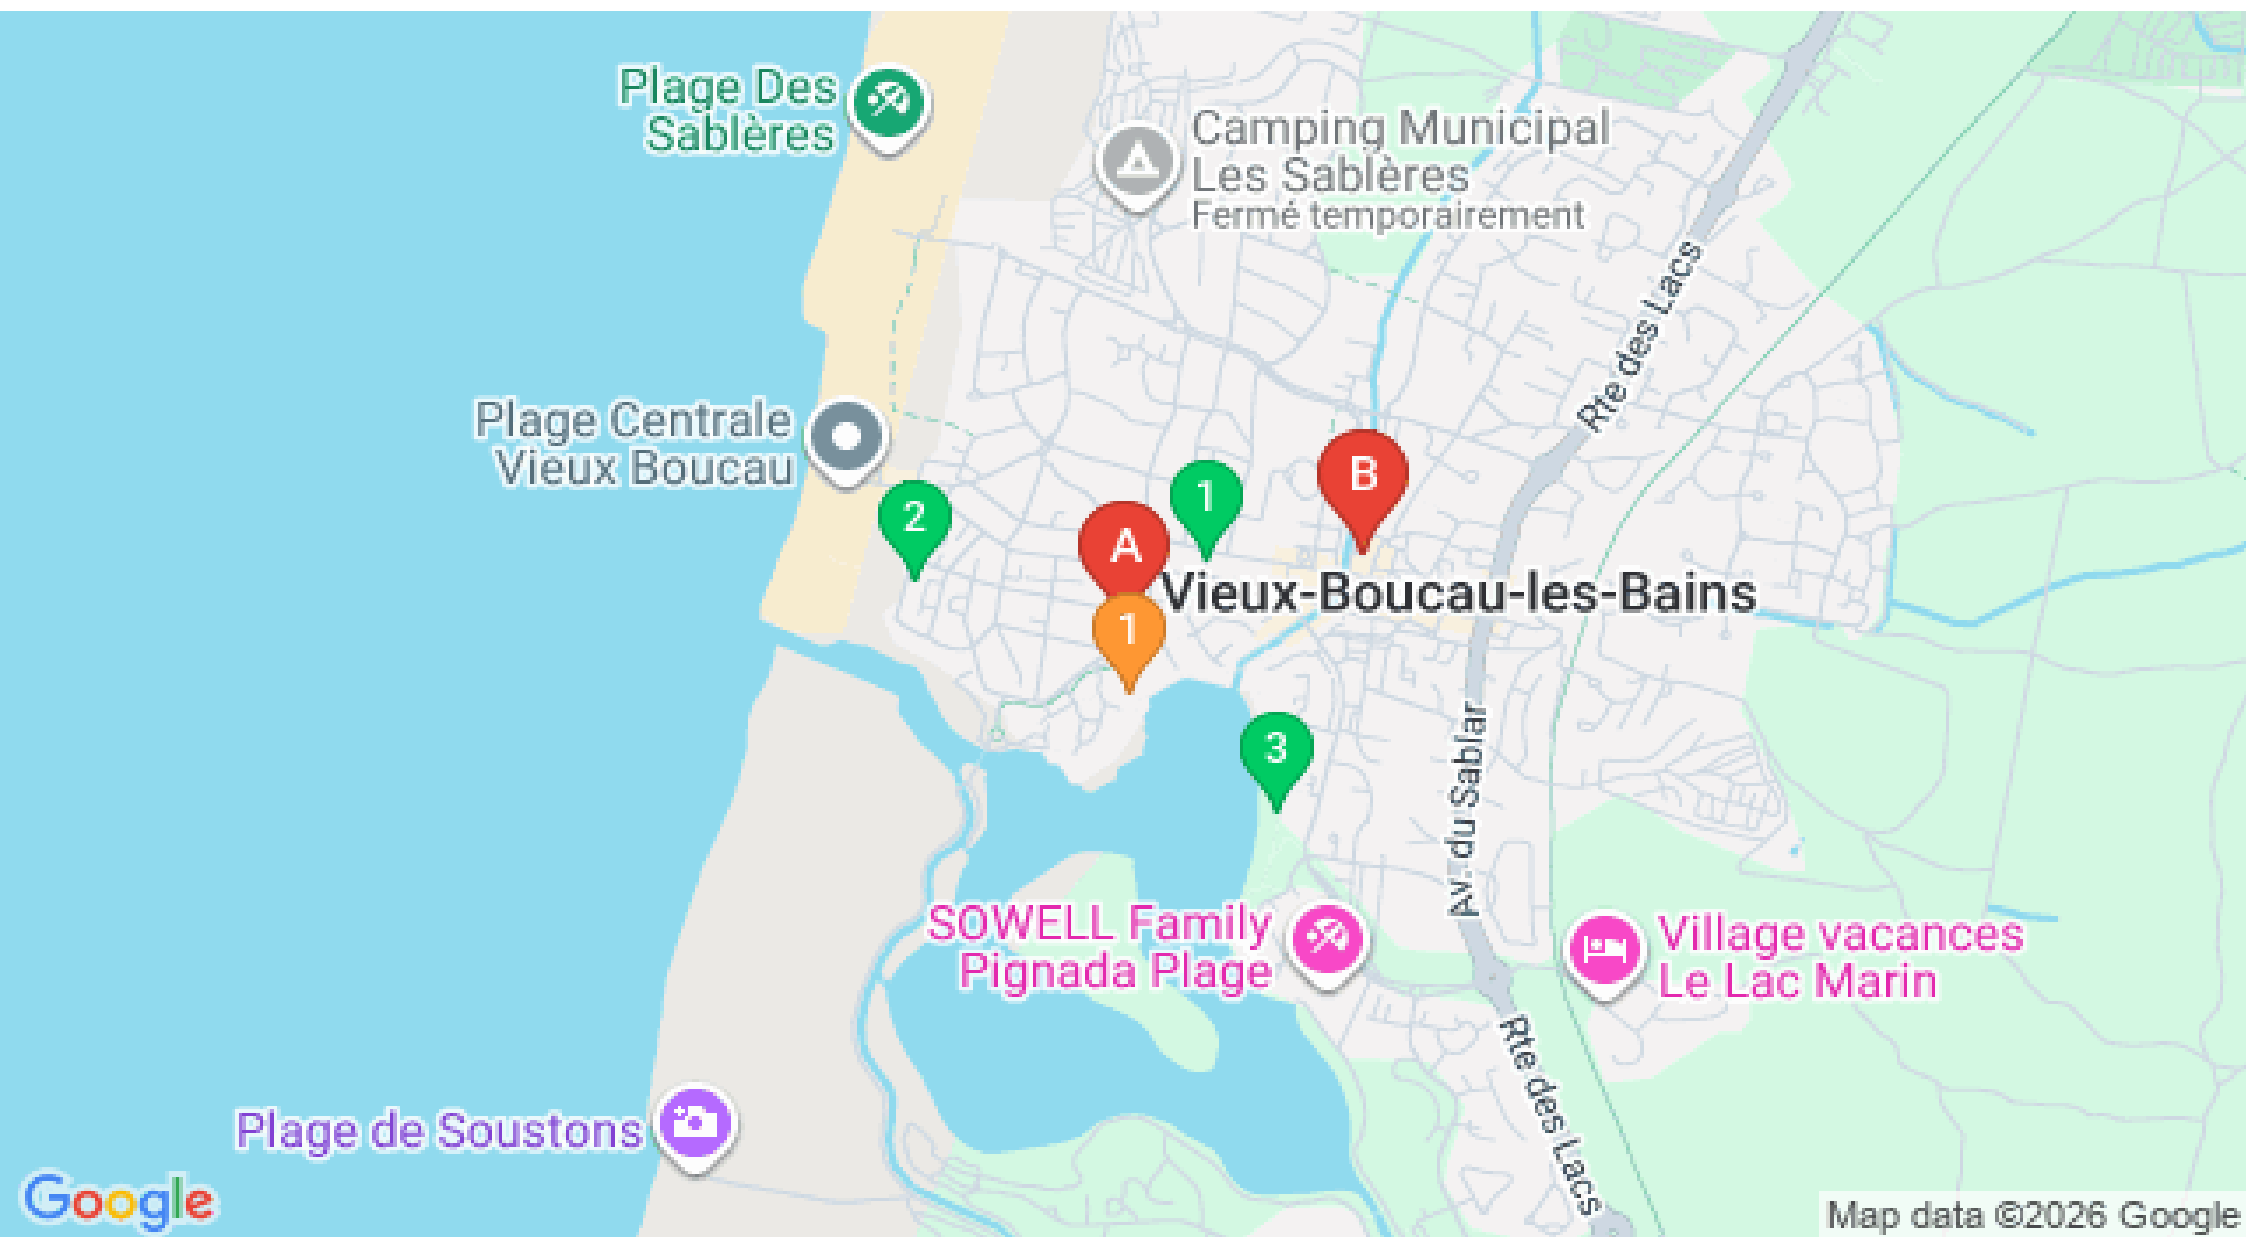 Plage Des
Sablères
Camping Municipal
Les Sablères
Fermé temporairement
Rte des Lacs
Plage Centrale
Vieux Boucau
B
1
2
A
Vieux-Boucau-les-Bains
1
3
Av. du Sablar
SOWELL Family
Pignada Plage
Village vacances
Le Lac Marin
Rte des Lacs
Plage de Soustons
Google
Map data ©2026 Google